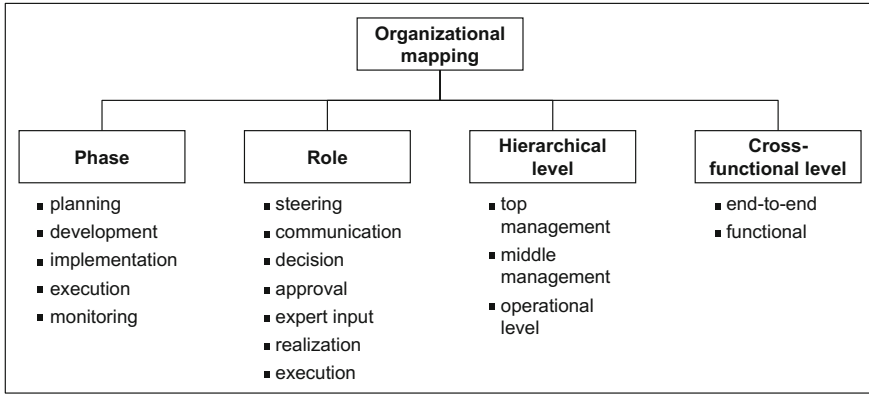 Organizational
mapping
Phase
▪ planning
▪ development
▪ implementation
▪ execution
▪ monitoring
Role
▪ steering
▪ communication
▪ decision
▪ approval
▪ expert input
▪ realization
▪ execution
Hierarchical
level
▪ top
management
▪ middle
management
▪ operational
level
Cross-
functional level
▪ end-to-end
▪ functional